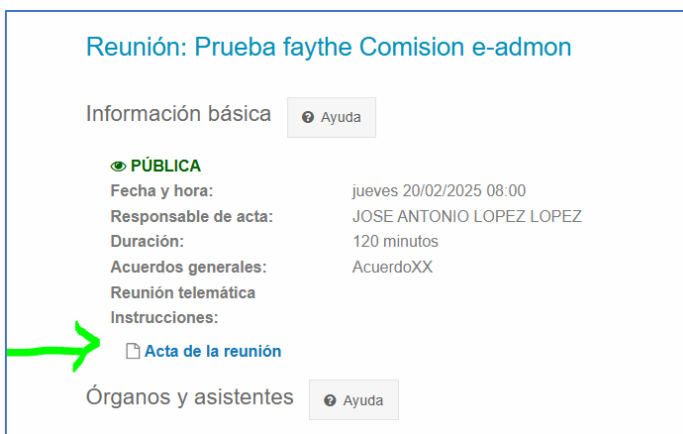 Reunión: Prueba faythe Comision e-admon
Información básica Ayuda
PÚBLICA
Fecha y hora: jueves 20/02/2025 08:00
Responsable de acta: JOSE ANTONIO LOPEZ LOPEZ
Duración: 120 minutos
Acuerdos generales: AcuerdoXX
Reunión telemática
Instrucciones:
Acta de la reunión
Órganos y asistentes Ayuda